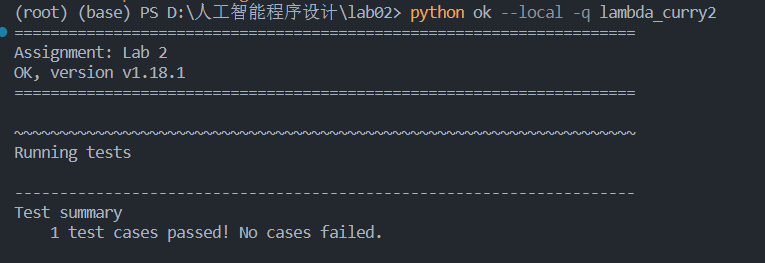 (root) (base) PS D:\人工智能程序设计\lab02> python ok --local -q lambda_curry2
=====================================================================
Assignment: Lab 2
OK, version v1.18.1
=====================================================================
~~~~~~~~~~~~~~~~~~~~~~~~~~~~~~~~~~~~~~~~~~~~~~~~~~~~~~~~~~~~~~~~~~~~~
Running tests
---------------------------------------------------------------------
Test summary
    1 test cases passed! No cases failed.